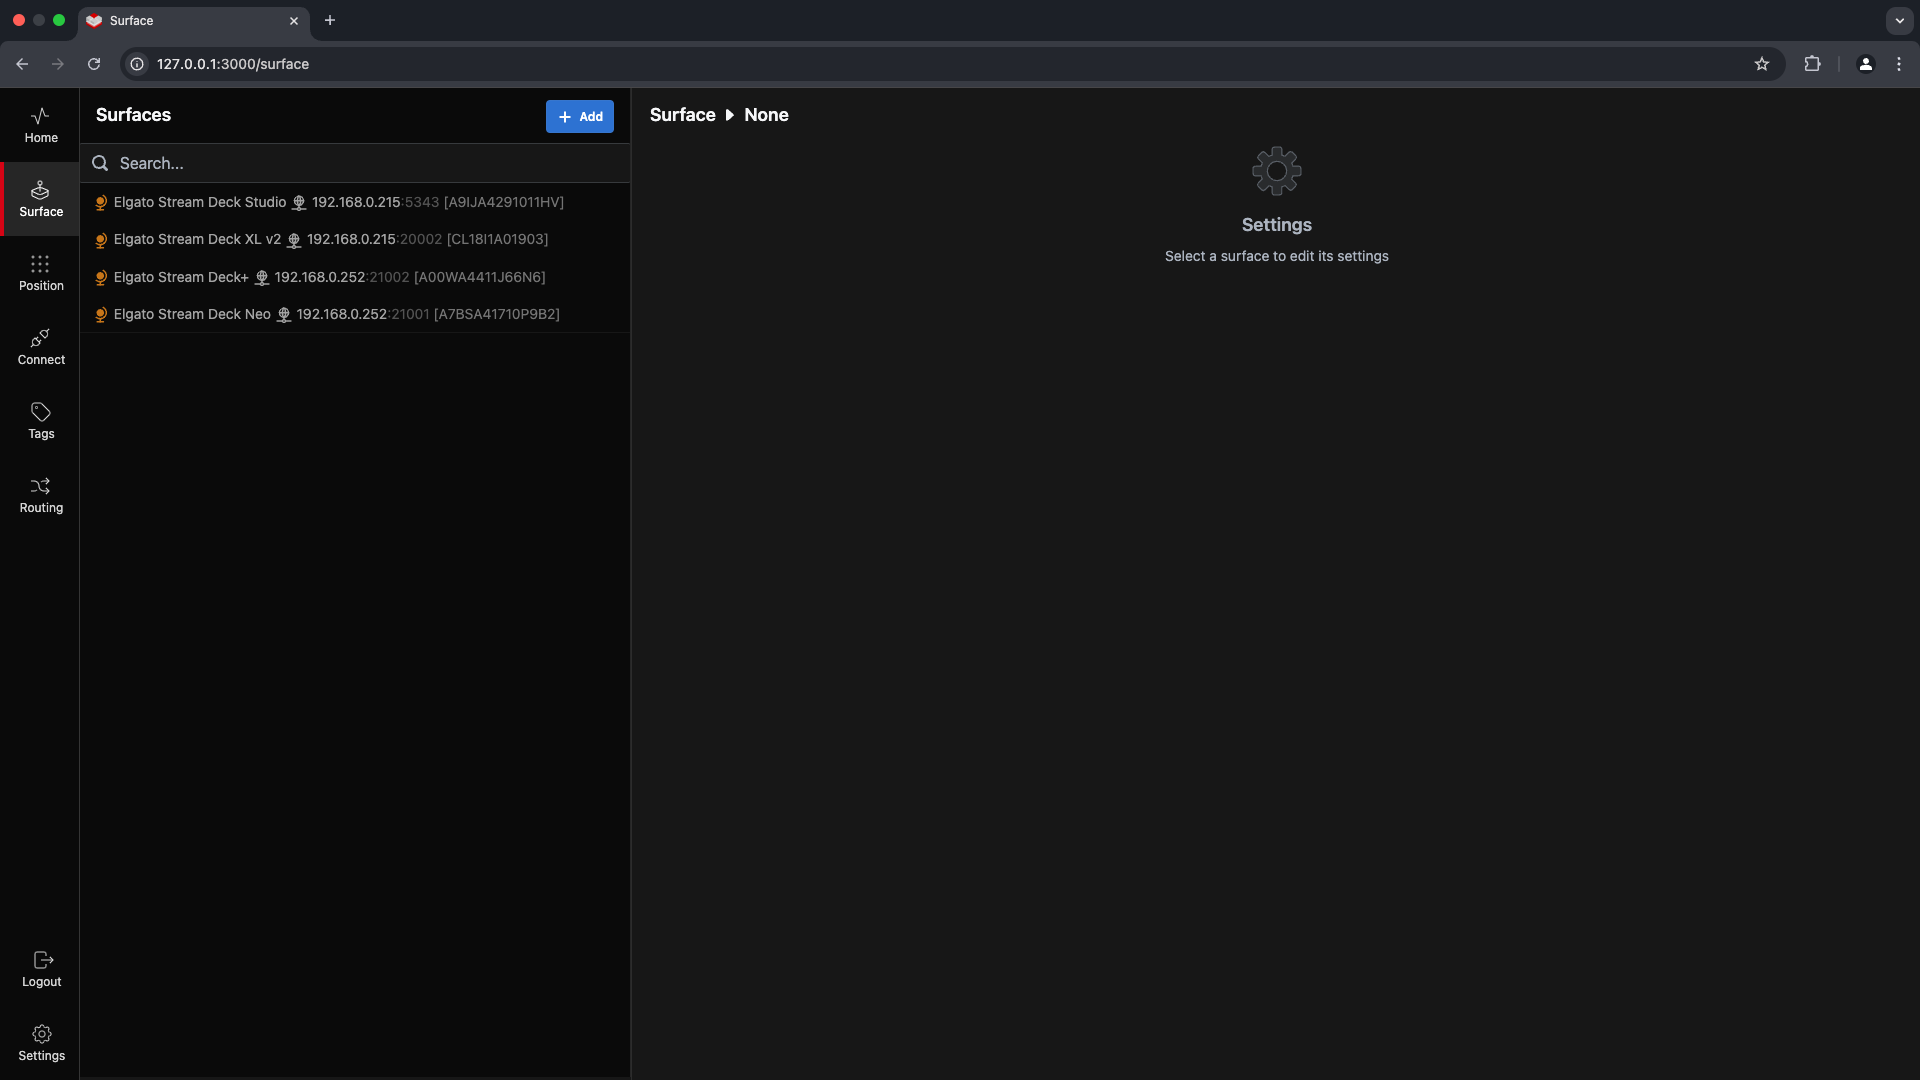 Surface
127.0.0.1:3000/surface
Home
Surface
Position
Connect
Tags
Routing
Logout
Settings
Surfaces
Add
Search...
Elgato Stream Deck Studio 192.168.0.215:5343 [A9IJA4291011HV]
Elgato Stream Deck XL v2 192.168.0.215:20002 [CL18I1A01903]
Elgato Stream Deck+ 192.168.0.252:21002 [A00WA4411J66N6]
Elgato Stream Deck Neo 192.168.0.252:21001 [A7BSA41710P9B2]
Surface None
Settings
Select a surface to edit its settings